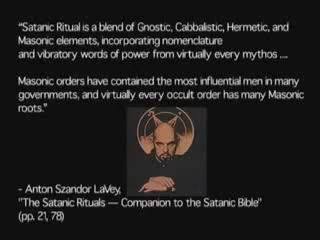 "Satanic Ritual is a blend of Gnostic, Cabbalistic, Hermetic, and
Masonic elements, incorporating nomenclature
and vibratory words of power from virtually every mythos ....
Masonic orders have contained the most influential men in many
governments, and virtually every occult order has many Masonic
roots."
- Anton Szandor LaVey,
"The Satanic Rituals — Companion to the Satanic Bible"
(pp. 21, 78)